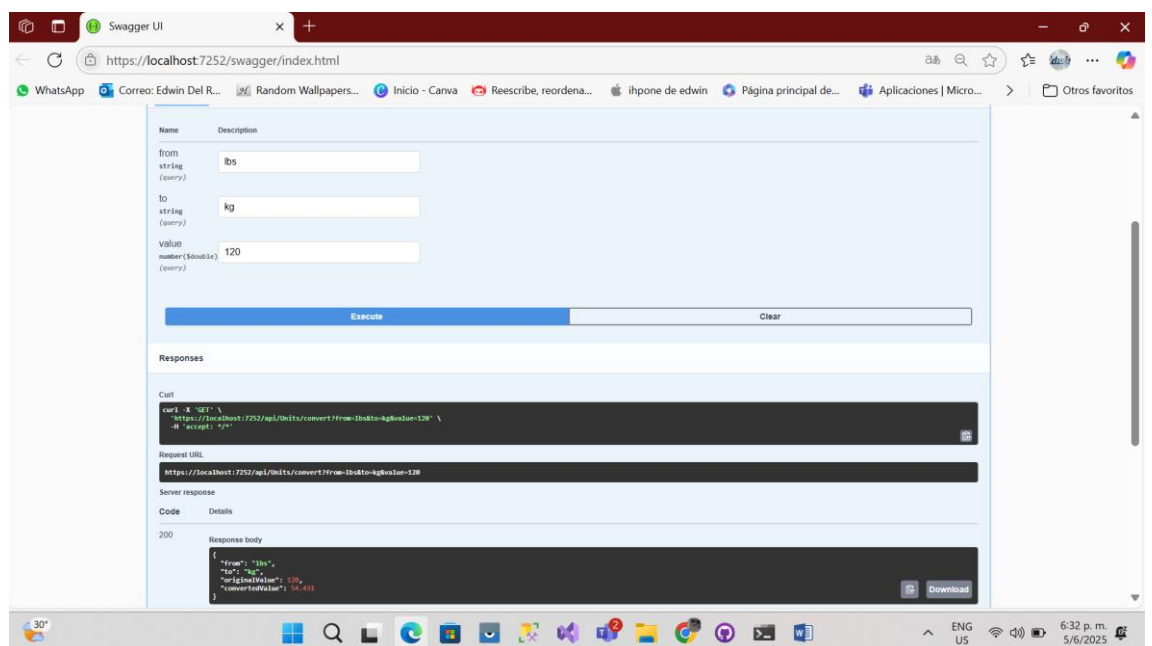 Swagger UI
https://localhost:7252/swagger/index.html
WhatsApp
Correo: Edwin Del R...
Random Wallpapers...
Inicio - Canva
Reescribe, reordena...
ihpone de edwin
Página principal de...
Aplicaciones | Micro...
Otros favoritos
Name Description
from
string
(query)
lbs
to
string
(query)
kg
value
number($double)
(query)
120
Execute
Clear
Responses
Curl
curl -X 'GET' \
'https://localhost:7252/api/Units/convert?from=lbs&to=kg&value=120' \
-H 'accept: */*'
Request URL
https://localhost:7252/api/Units/convert?from=lbs&to=kg&value=120
Server response
Code Details
200
Response body
{
"from": "lbs",
"to": "kg",
"originalValue": 120,
"convertedValue": 54.431
}
Download
30°
2
ENG
US
6:32 p. m.
5/6/2025